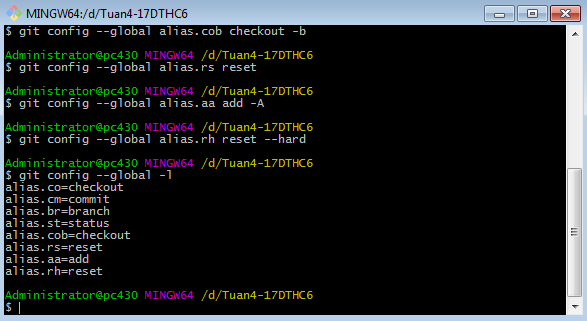 MINGW64:/d/Tuan4-17DTHC6
$ git config --global alias.cob checkout -b
Administrator@pc430 MINGW64 /d/Tuan4-17DTHC6
$ git config --global alias.rs reset
Administrator@pc430 MINGW64 /d/Tuan4-17DTHC6
$ git config --global alias.aa add -A
Administrator@pc430 MINGW64 /d/Tuan4-17DTHC6
$ git config --global alias.rh reset --hard
Administrator@pc430 MINGW64 /d/Tuan4-17DTHC6
$ git config --global -l
alias.co=checkout
alias.cm=commit
alias.br=branch
alias.st=status
alias.cob=checkout
alias.rs=reset
alias.aa=add
alias.rh=reset
Administrator@pc430 MINGW64 /d/Tuan4-17DTHC6
$